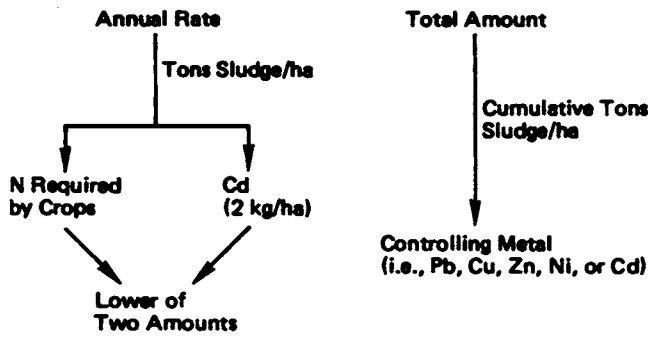 Annual Rate
Tons Sludge/ha
N Required
by Crops
Cd
(2 kg/ha)
Lower of
Two Amounts
Total Amount
Cumulative Tons
Sludge/ha
Controlling Metal
(i.e., Pb, Cu, Zn, Ni, or Cd)